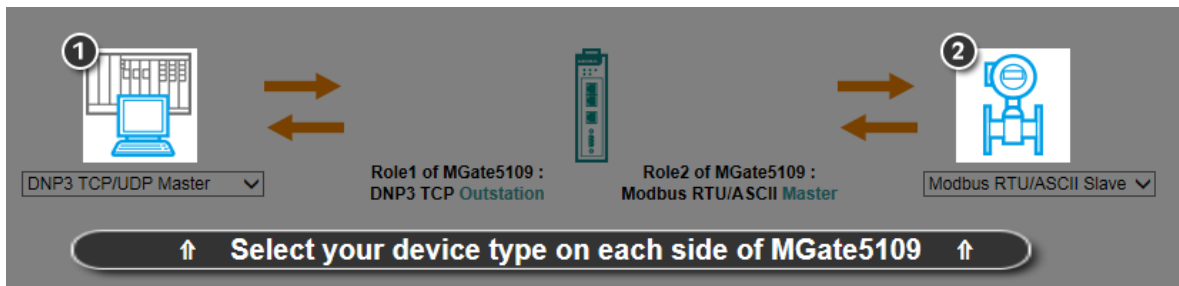 1
2
DNP3 TCP/UDP Master
Role1 of MGate5109 :
DNP3 TCP Outstation
Role2 of MGate5109 :
Modbus RTU/ASCII Master
Modbus RTU/ASCII Slave
⇑ Select your device type on each side of MGate5109 ⇑